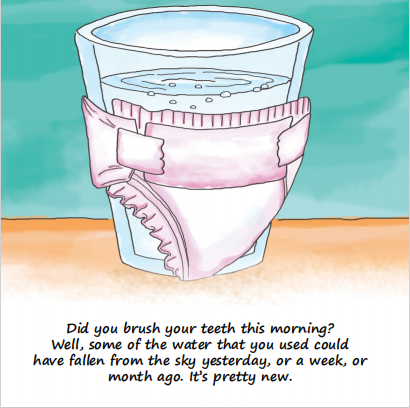 Did you brush your teeth this morning?
Well, some of the water that you used could
have fallen from the sky yesterday, or a week, or
month ago. It's pretty new.